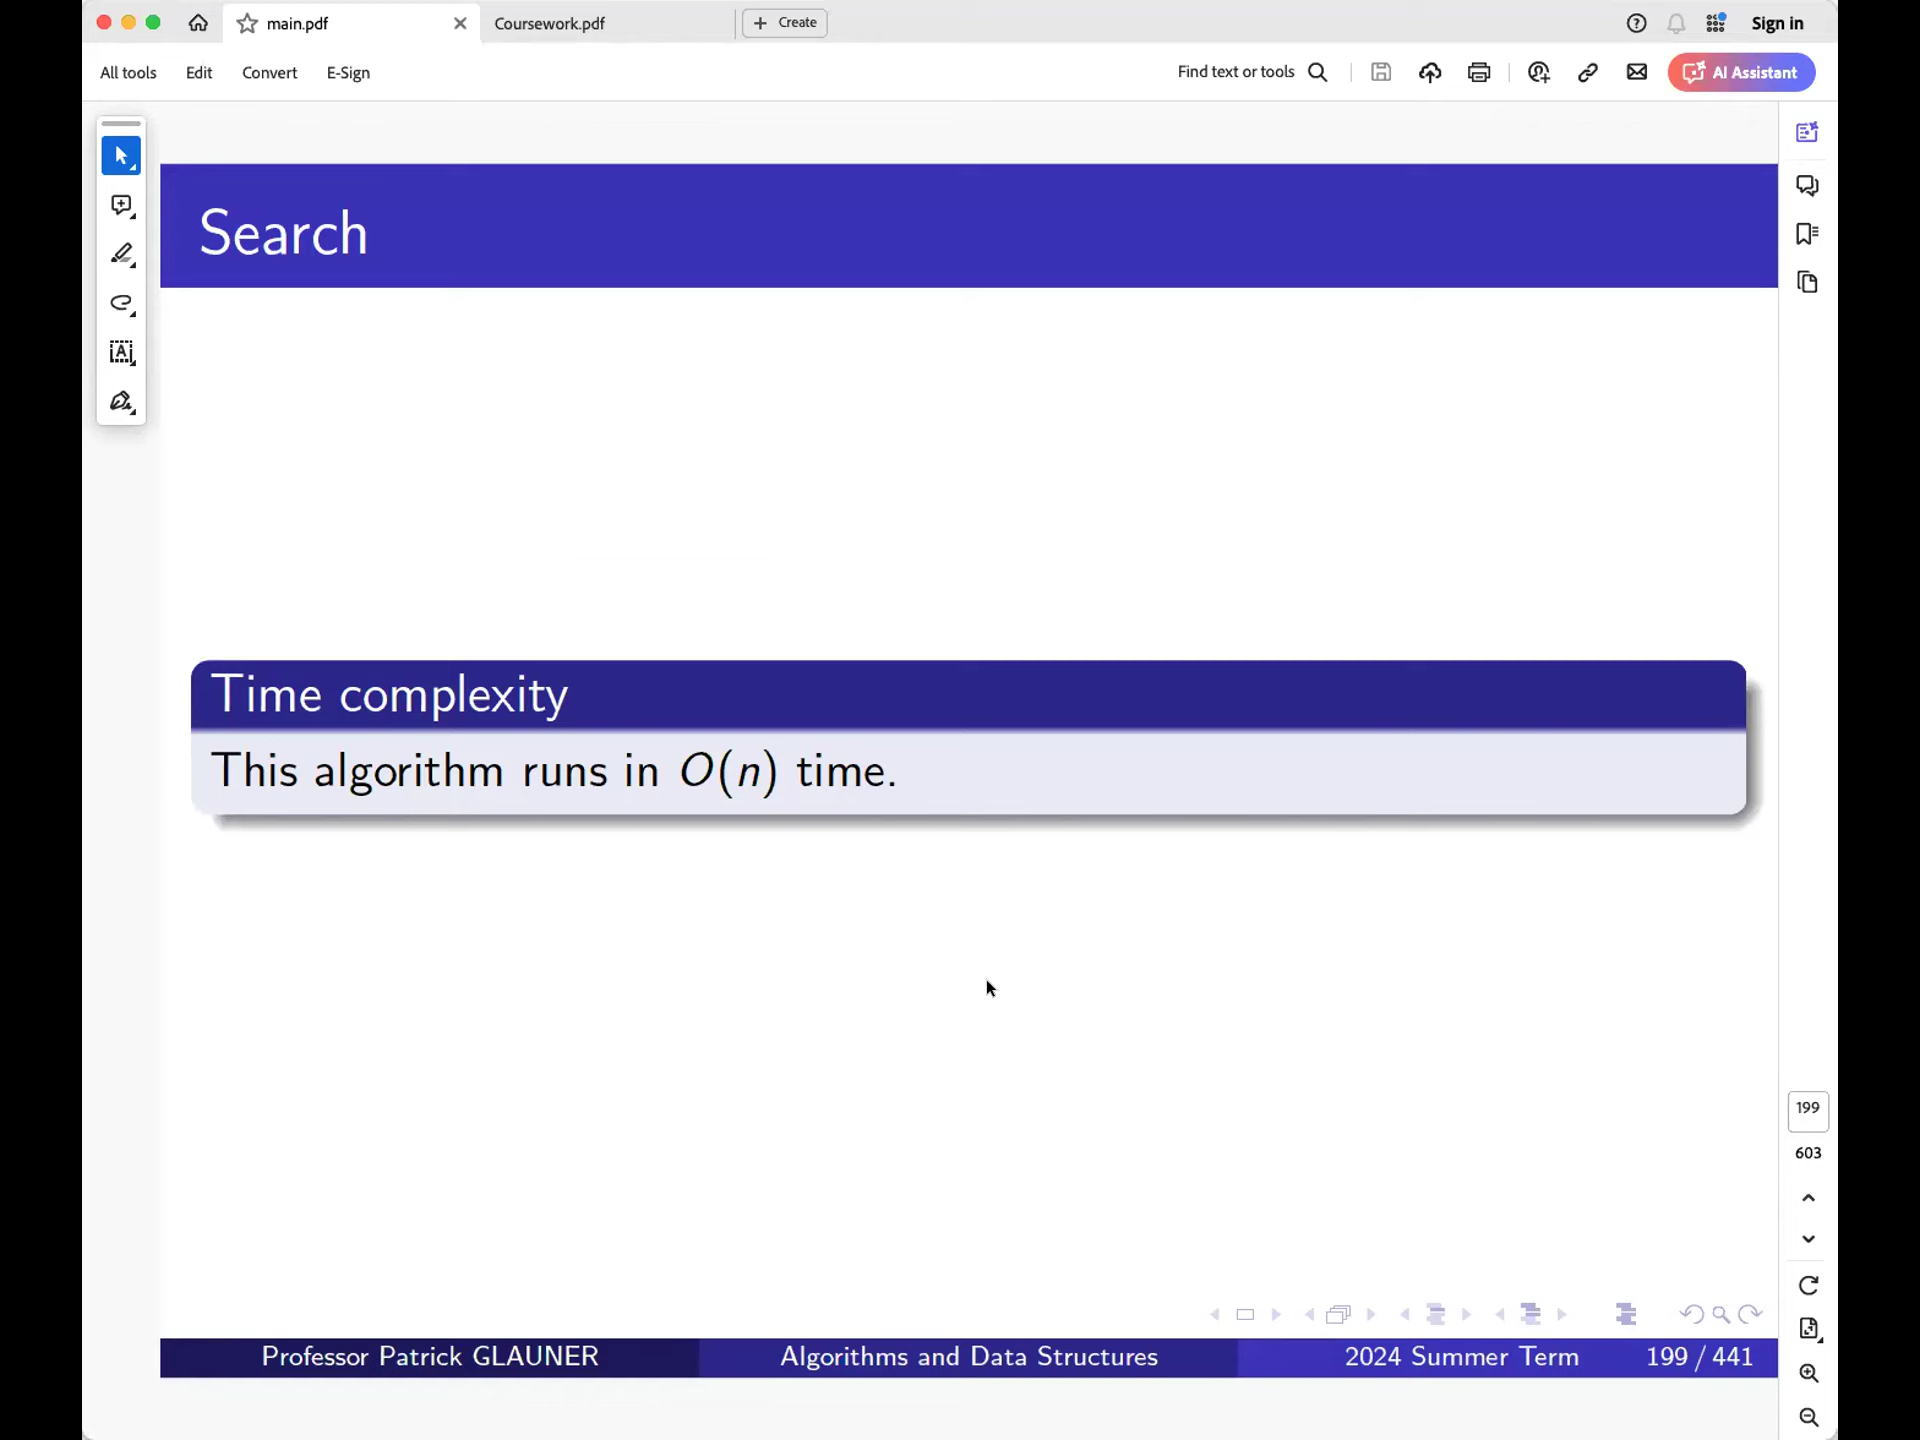 main.pdf
Coursework.pdf
Create
Sign in
All tools
Edit
Convert
E-Sign
Find text or tools
AI Assistant
Search
Time complexity
This algorithm runs in O(n) time.
199
603
Professor Patrick GLAUNER
Algorithms and Data Structures
2024 Summer Term
199 / 441